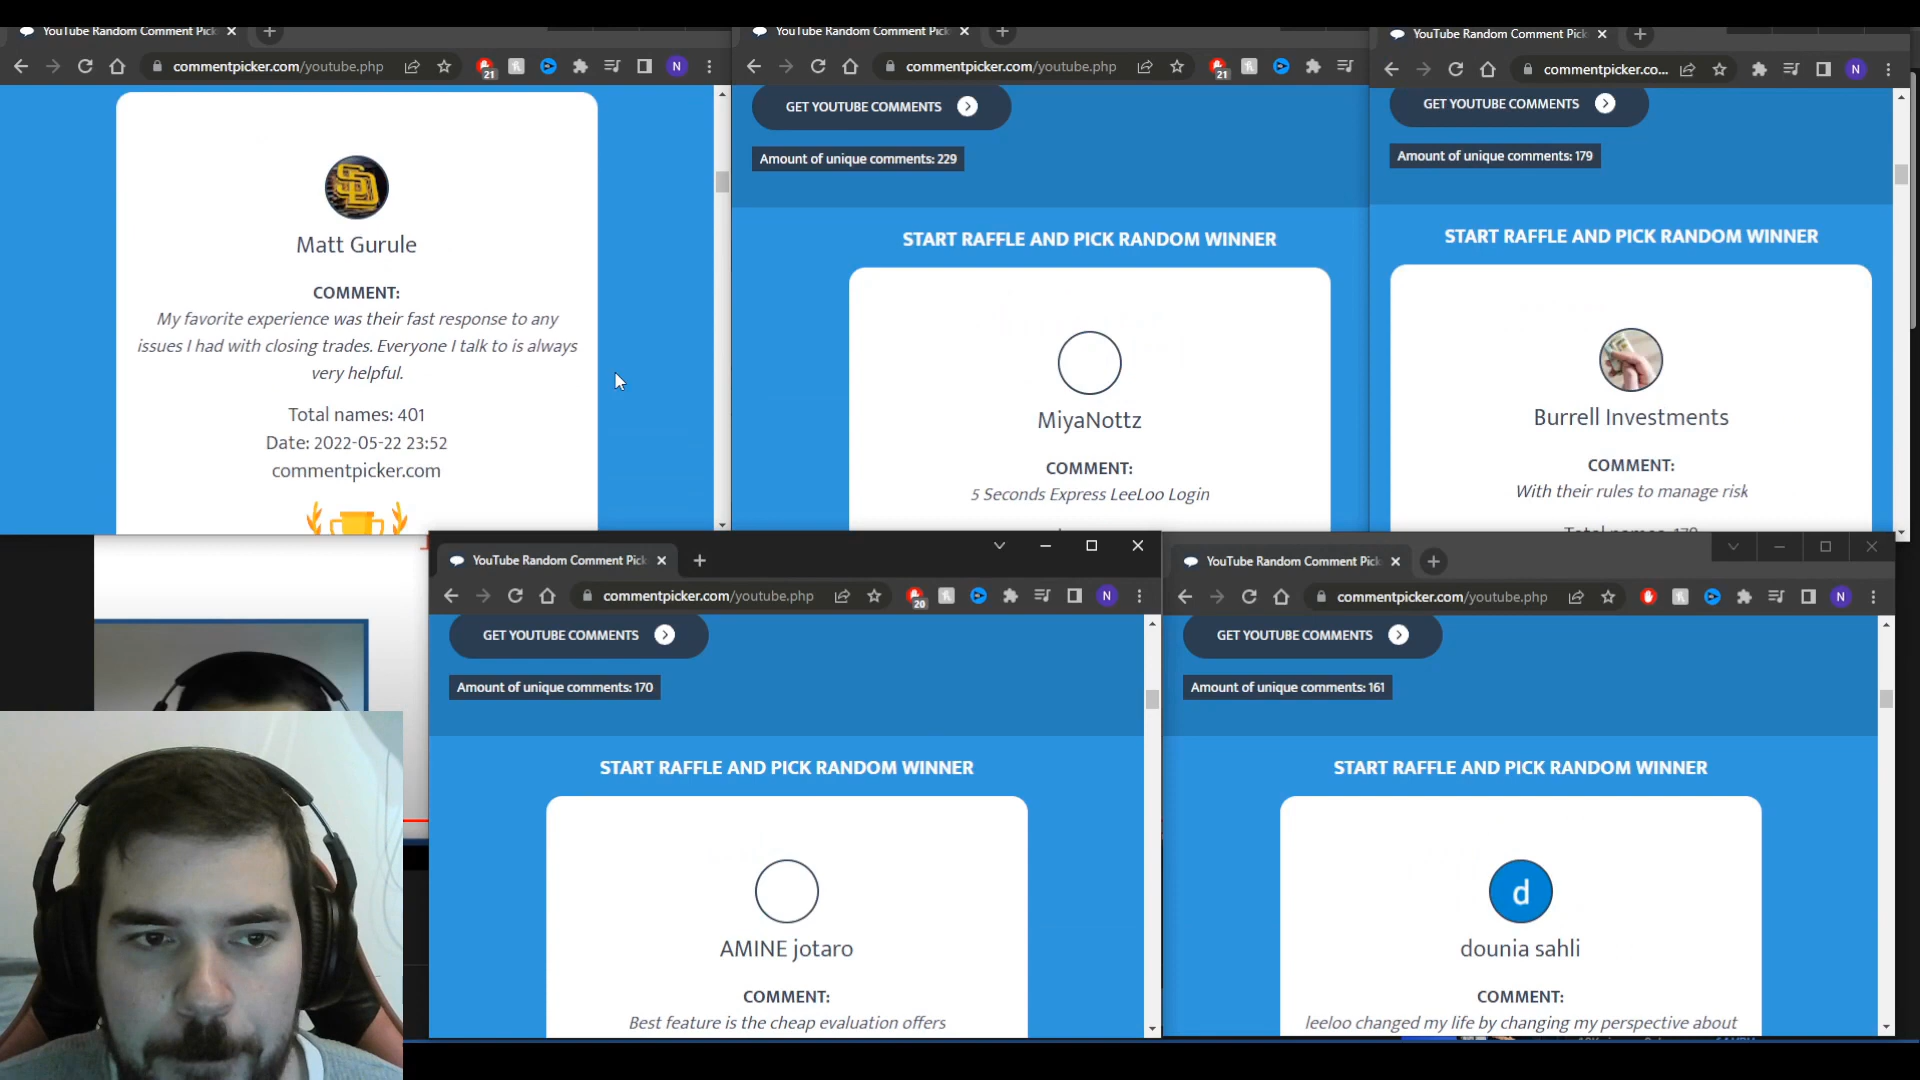 YouTube Random Comment Pick
commentpicker.com/youtube.php
21
N
SD
Matt Gurule
COMMENT:
My favorite experience was their fast response to any
issues I had with closing trades. Everyone I talk to is always
very helpful.
Total names: 401
Date: 2022-05-22 23:52
commentpicker.com
YouTube Random Comment Pick
commentpicker.com/youtube.php
21
GET YOUTUBE COMMENTS
Amount of unique comments: 229
START RAFFLE AND PICK RANDOM WINNER
MiyaNottz
COMMENT:
5 Seconds Express LeeLoo Login
YouTube Random Comment Pick
commentpicker.co...
N
GET YOUTUBE COMMENTS
Amount of unique comments: 179
START RAFFLE AND PICK RANDOM WINNER
Burrell Investments
COMMENT:
With their rules to manage risk
Total names: 179
YouTube Random Comment Pick
commentpicker.com/youtube.php
20
N
GET YOUTUBE COMMENTS
Amount of unique comments: 170
START RAFFLE AND PICK RANDOM WINNER
AMINE jotaro
COMMENT:
Best feature is the cheap evaluation offers
YouTube Random Comment Pick
commentpicker.com/youtube.php
N
GET YOUTUBE COMMENTS
Amount of unique comments: 161
START RAFFLE AND PICK RANDOM WINNER
d
dounia sahli
COMMENT:
leeloo changed my life by changing my perspective about